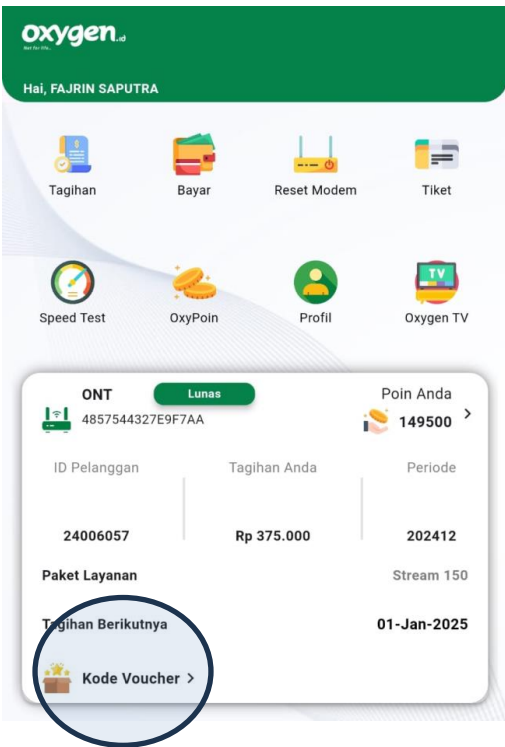 oxygen.id
Net for life..
Hai, FAJRIN SAPUTRA
Tagihan
Bayar
Reset Modem
Tiket
TV
Speed Test
OxyPoin
Profil
Oxygen TV
ONT
Lunas
Poin Anda
4857544327E9F7AA
149500 >
ID Pelanggan
Tagihan Anda
Periode
24006057
Rp 375.000
202412
Paket Layanan
Stream 150
Tagihan Berikutnya
01-Jan-2025
Kode Voucher >